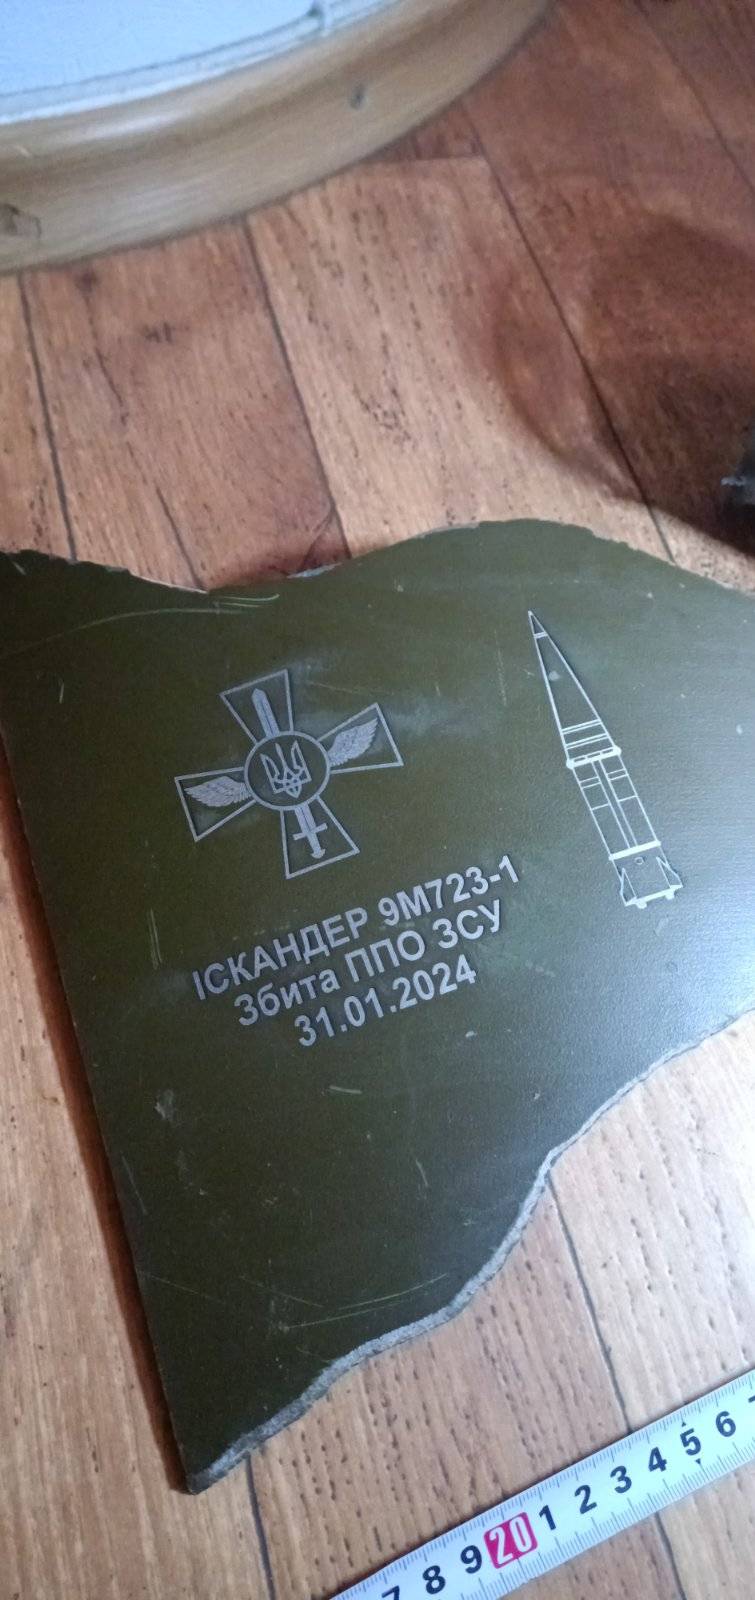 ІСКАНДЕР 9М723-1
Збита ППО ЗСУ
31.01.2024
7 8 9 20 1 2 3 4 5 6 7